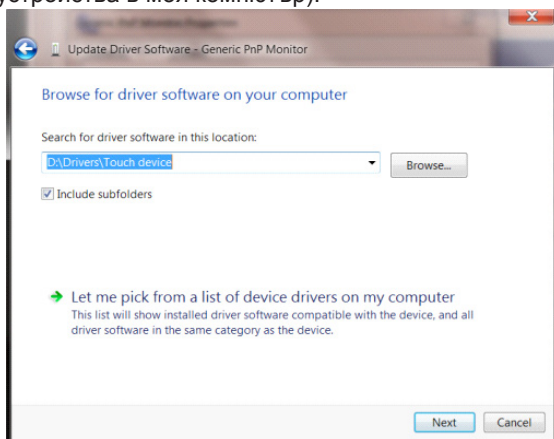 устройства в моя компютър).
Update Driver Software - Generic PnP Monitor
Browse for driver software on your computer
Search for driver software in this location:
D:\Drivers\Touch device
Browse...
Include subfolders
Let me pick from a list of device drivers on my computer
This list will show installed driver software compatible with the device, and all
driver software in the same category as the device.
Next
Cancel